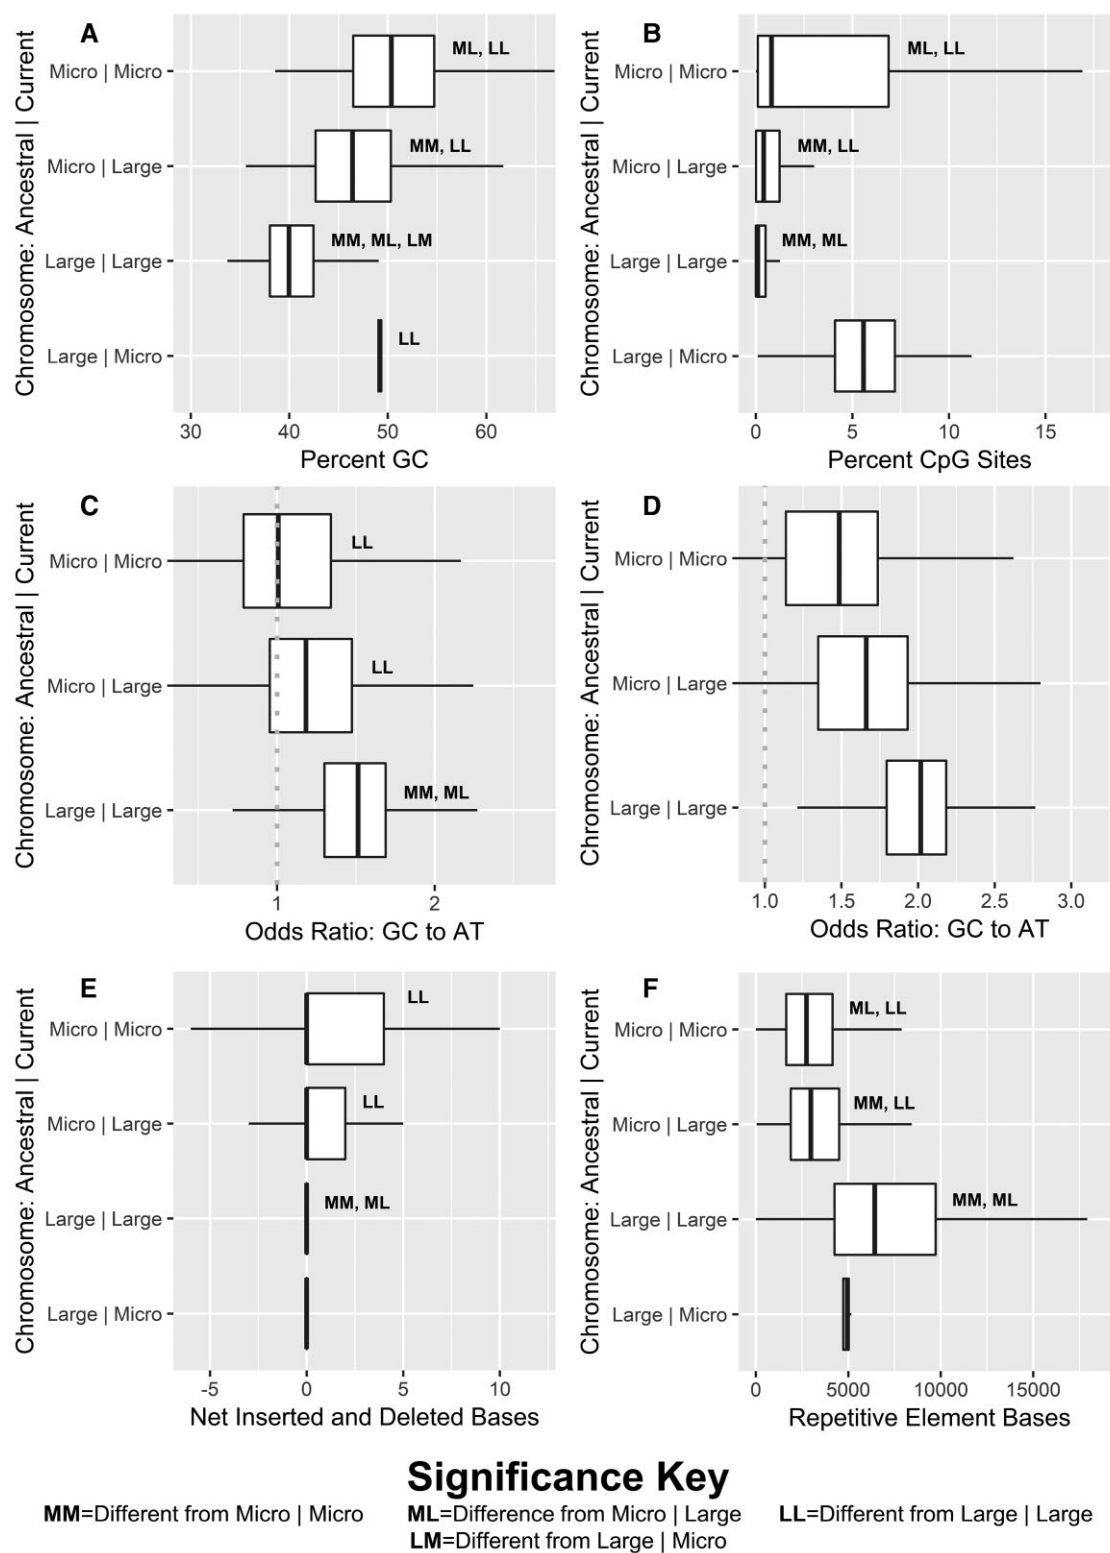 A
Chromosome: Ancestral | Current
Micro | Micro
ML, LL
Micro | Large
MM, LL
Large | Large
MM, ML, LM
Large | Micro
LL
30 40 50 60
Percent GC
B
Chromosome: Ancestral | Current
Micro | Micro
ML, LL
Micro | Large
MM, LL
Large | Large
MM, ML
Large | Micro
0 5 10 15
Percent CpG Sites
C
Chromosome: Ancestral | Current
Micro | Micro
LL
Micro | Large
LL
Large | Large
MM, ML
1 2
Odds Ratio: GC to AT
D
Chromosome: Ancestral | Current
Micro | Micro
Micro | Large
Large | Large
1.0 1.5 2.0 2.5 3.0
Odds Ratio: GC to AT
E
Chromosome: Ancestral | Current
Micro | Micro
LL
Micro | Large
LL
Large | Large
MM, ML
Large | Micro
-5 0 5 10
Net Inserted and Deleted Bases
F
Chromosome: Ancestral | Current
Micro | Micro
ML, LL
Micro | Large
MM, LL
Large | Large
MM, ML
Large | Micro
0 5000 10000 15000
Repetitive Element Bases
Significance Key
MM=Different from Micro | Micro ML=Difference from Micro | Large LL=Different from Large | Large
LM=Different from Large | Micro